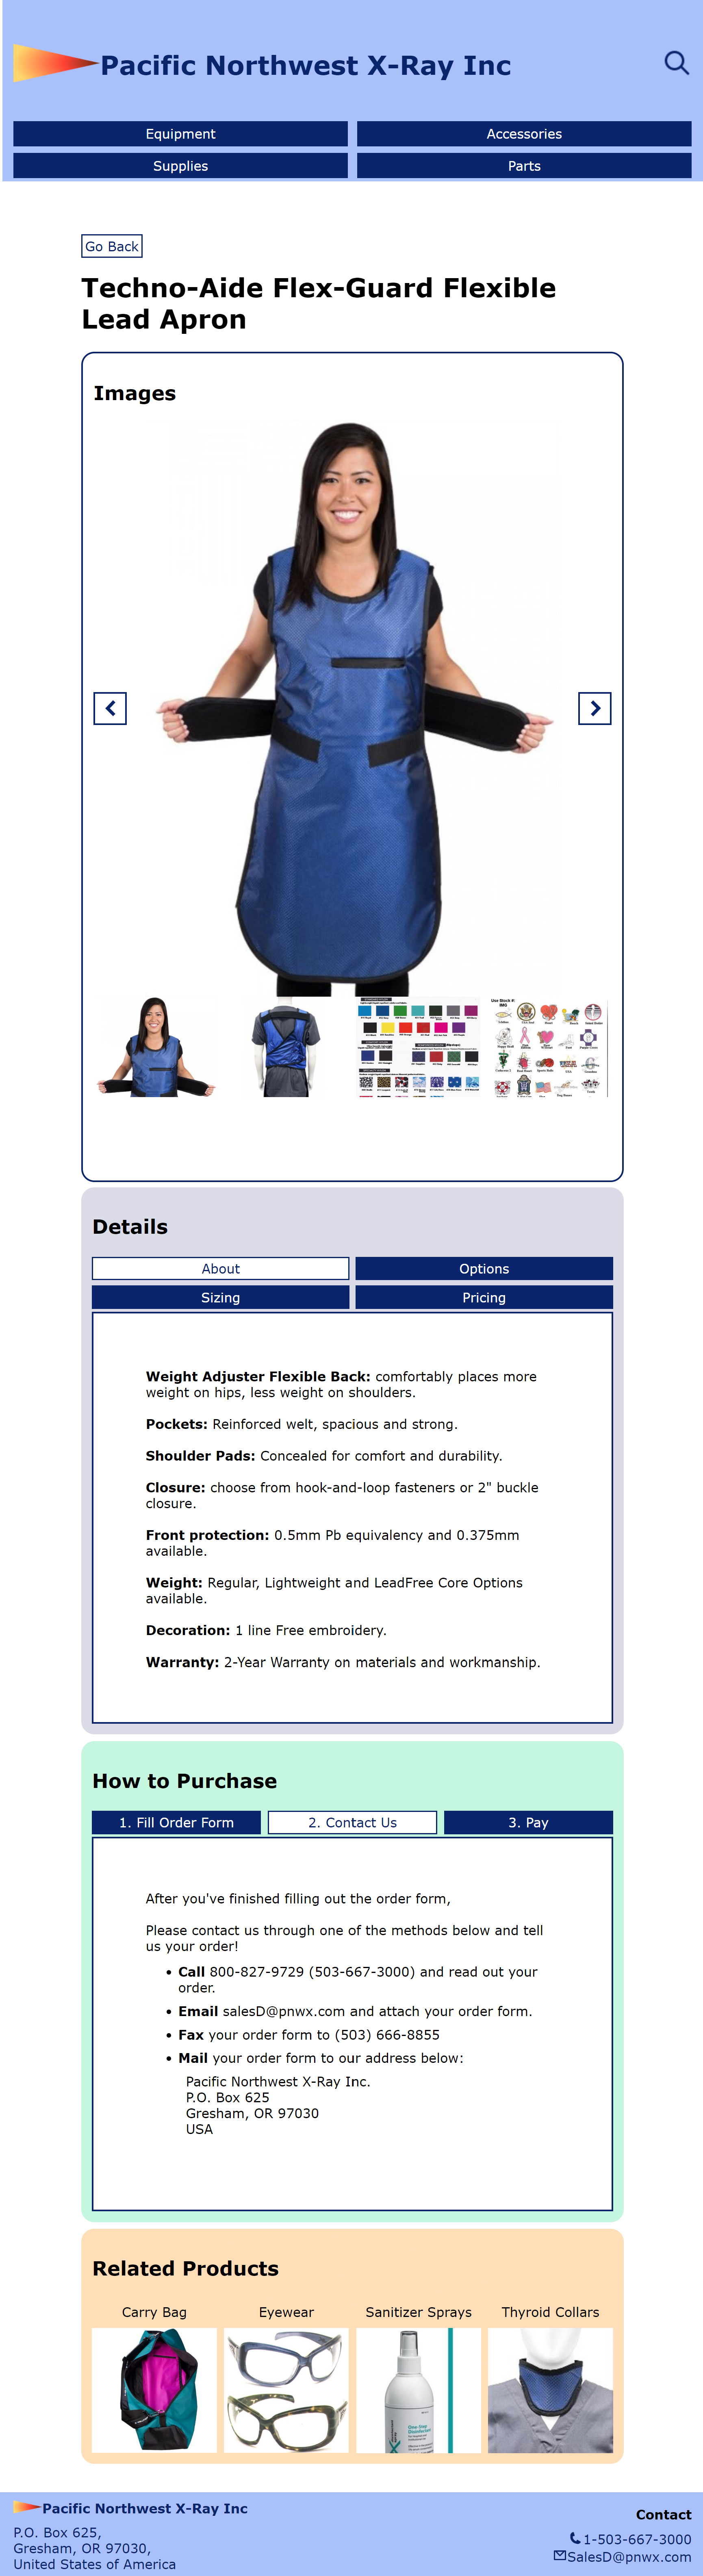 Pacific Northwest X-Ray Inc
Equipment
Accessories
Supplies
Parts
Go Back
Techno-Aide Flex-Guard Flexible
Lead Apron
Images
Details
About
Options
Sizing
Pricing
Weight Adjuster Flexible Back: comfortably places more
weight on hips, less weight on shoulders.
Pockets: Reinforced welt, spacious and strong.
Shoulder Pads: Concealed for comfort and durability.
Closure: choose from hook-and-loop fasteners or 2" buckle
closure.
Front protection: 0.5mm Pb equivalency and 0.375mm
available.
Weight: Regular, Lightweight and LeadFree Core Options
available.
Decoration: 1 line Free embroidery.
Warranty: 2-Year Warranty on materials and workmanship.
How to Purchase
1. Fill Order Form
2. Contact Us
3. Pay
After you've finished filling out the order form,
Please contact us through one of the methods below and tell
us your order!
• Call 800-827-9729 (503-667-3000) and read out your
order.
• Email salesD@pnwx.com and attach your order form.
• Fax your order form to (503) 666-8855
• Mail your order form to our address below:
Pacific Northwest X-Ray Inc.
P.O. Box 625
Gresham, OR 97030
USA
Related Products
Carry Bag
Eyewear
Sanitizer Sprays
Thyroid Collars
Pacific Northwest X-Ray Inc
P.O. Box 625,
Gresham, OR 97030,
United States of America
Contact
1-503-667-3000
SalesD@pnwx.com